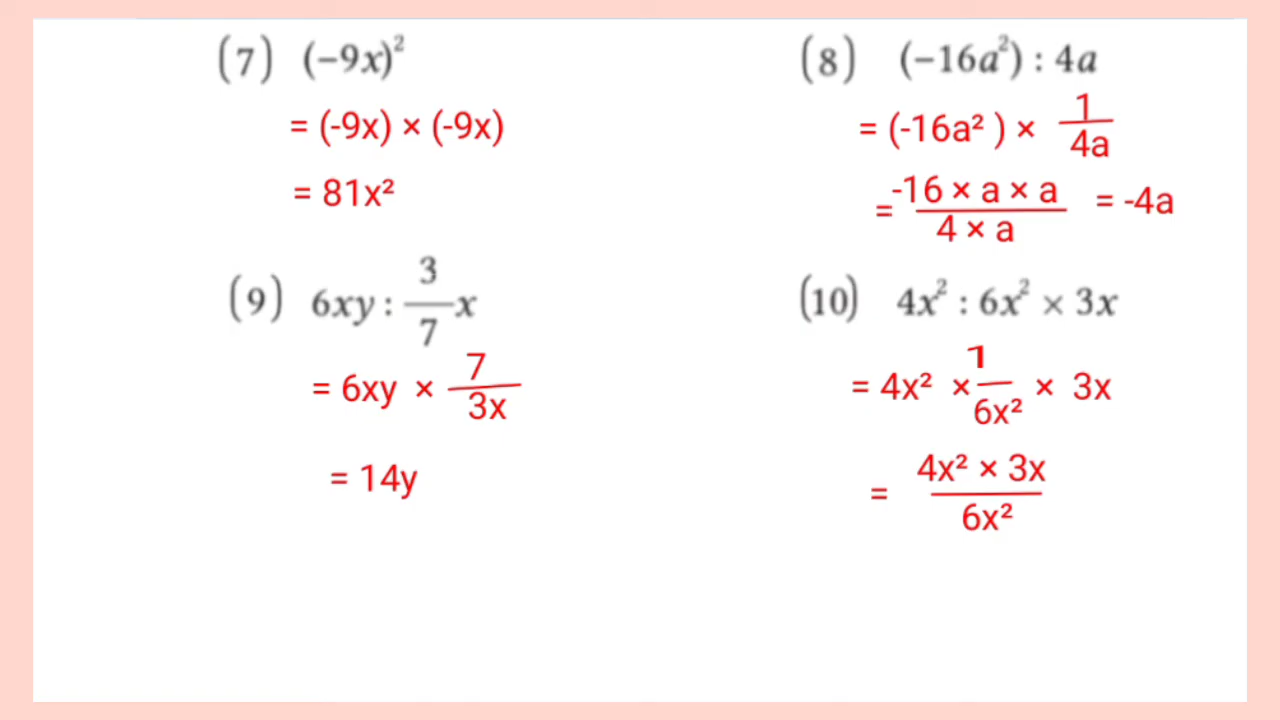 (7) (−9x)²
= (-9x) × (-9x)
= 81x²
(8) (−16a²) : 4a
= (-16a² ) × 1/4a
= -16 × a × a / 4 × a = -4a
(9) 6xy : 3/7 x
= 6xy × 7/3x
= 14y
(10) 4x² : 6x² × 3x
= 4x² × 1/6x² × 3x
= 4x² × 3x / 6x²